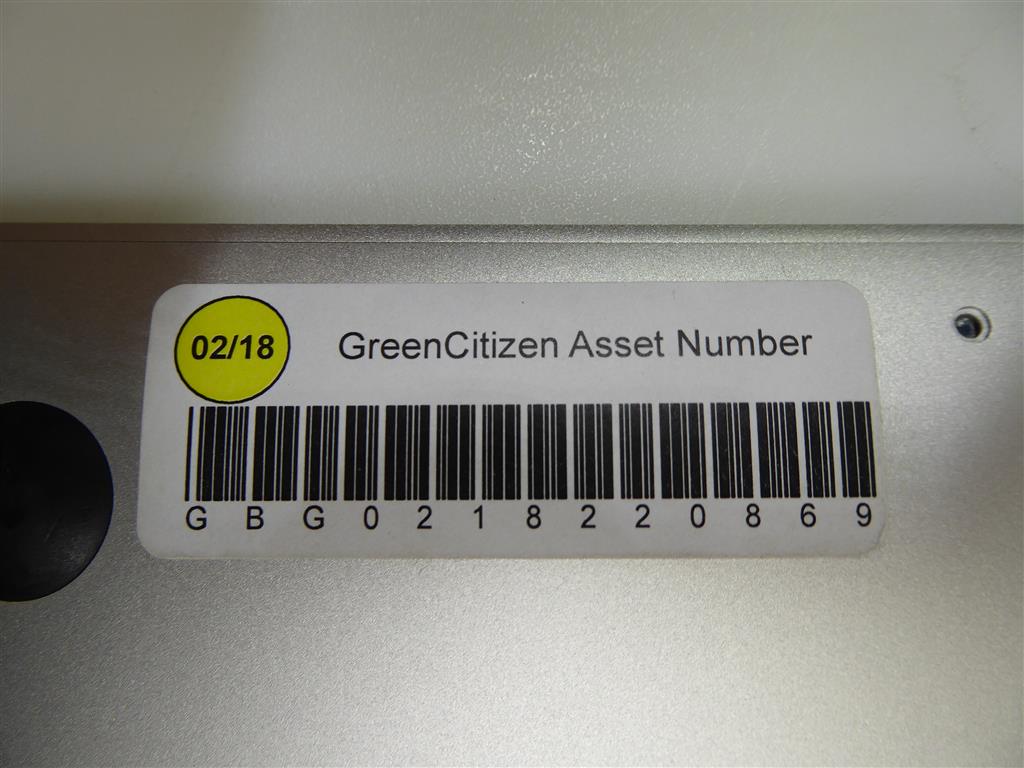 02/18 GreenCitizen Asset Number
GBG02182208​69